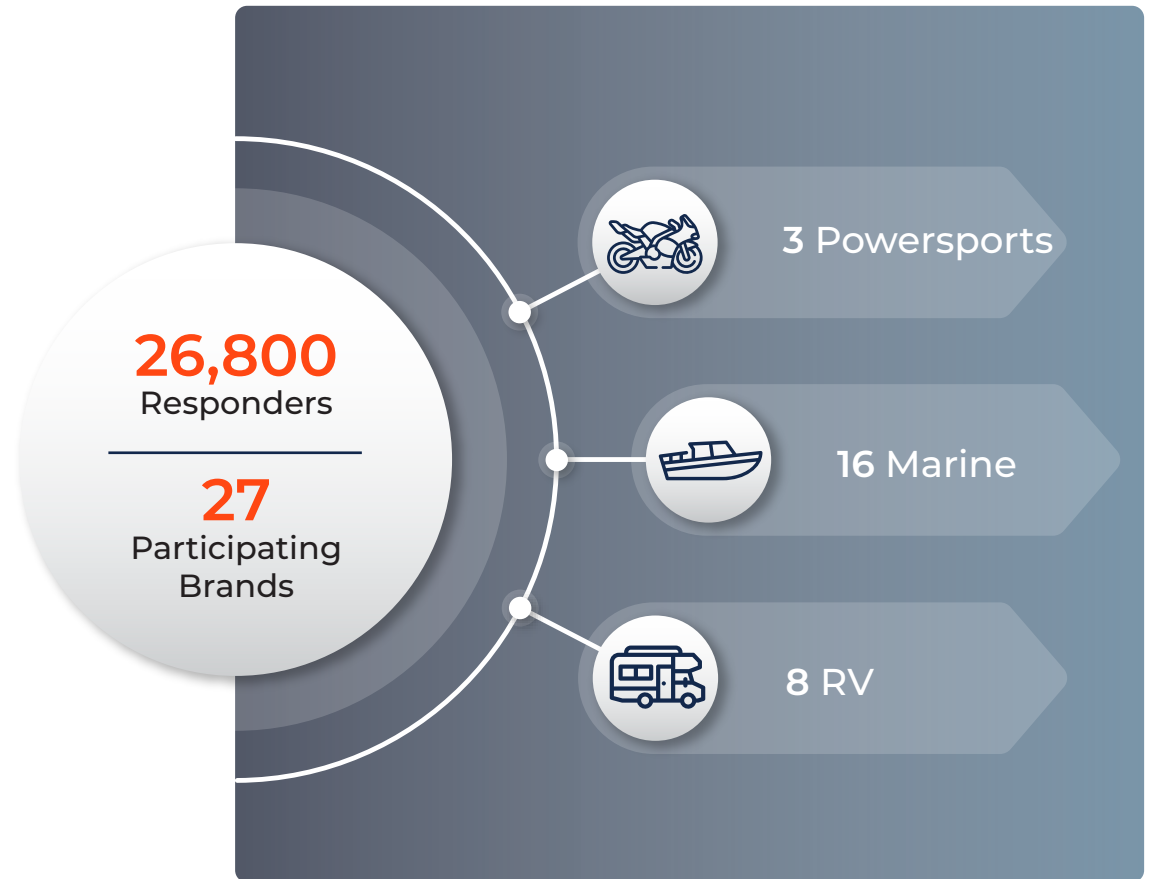 26,800
Responders
27
Participating
Brands
3 Powersports
16 Marine
8 RV